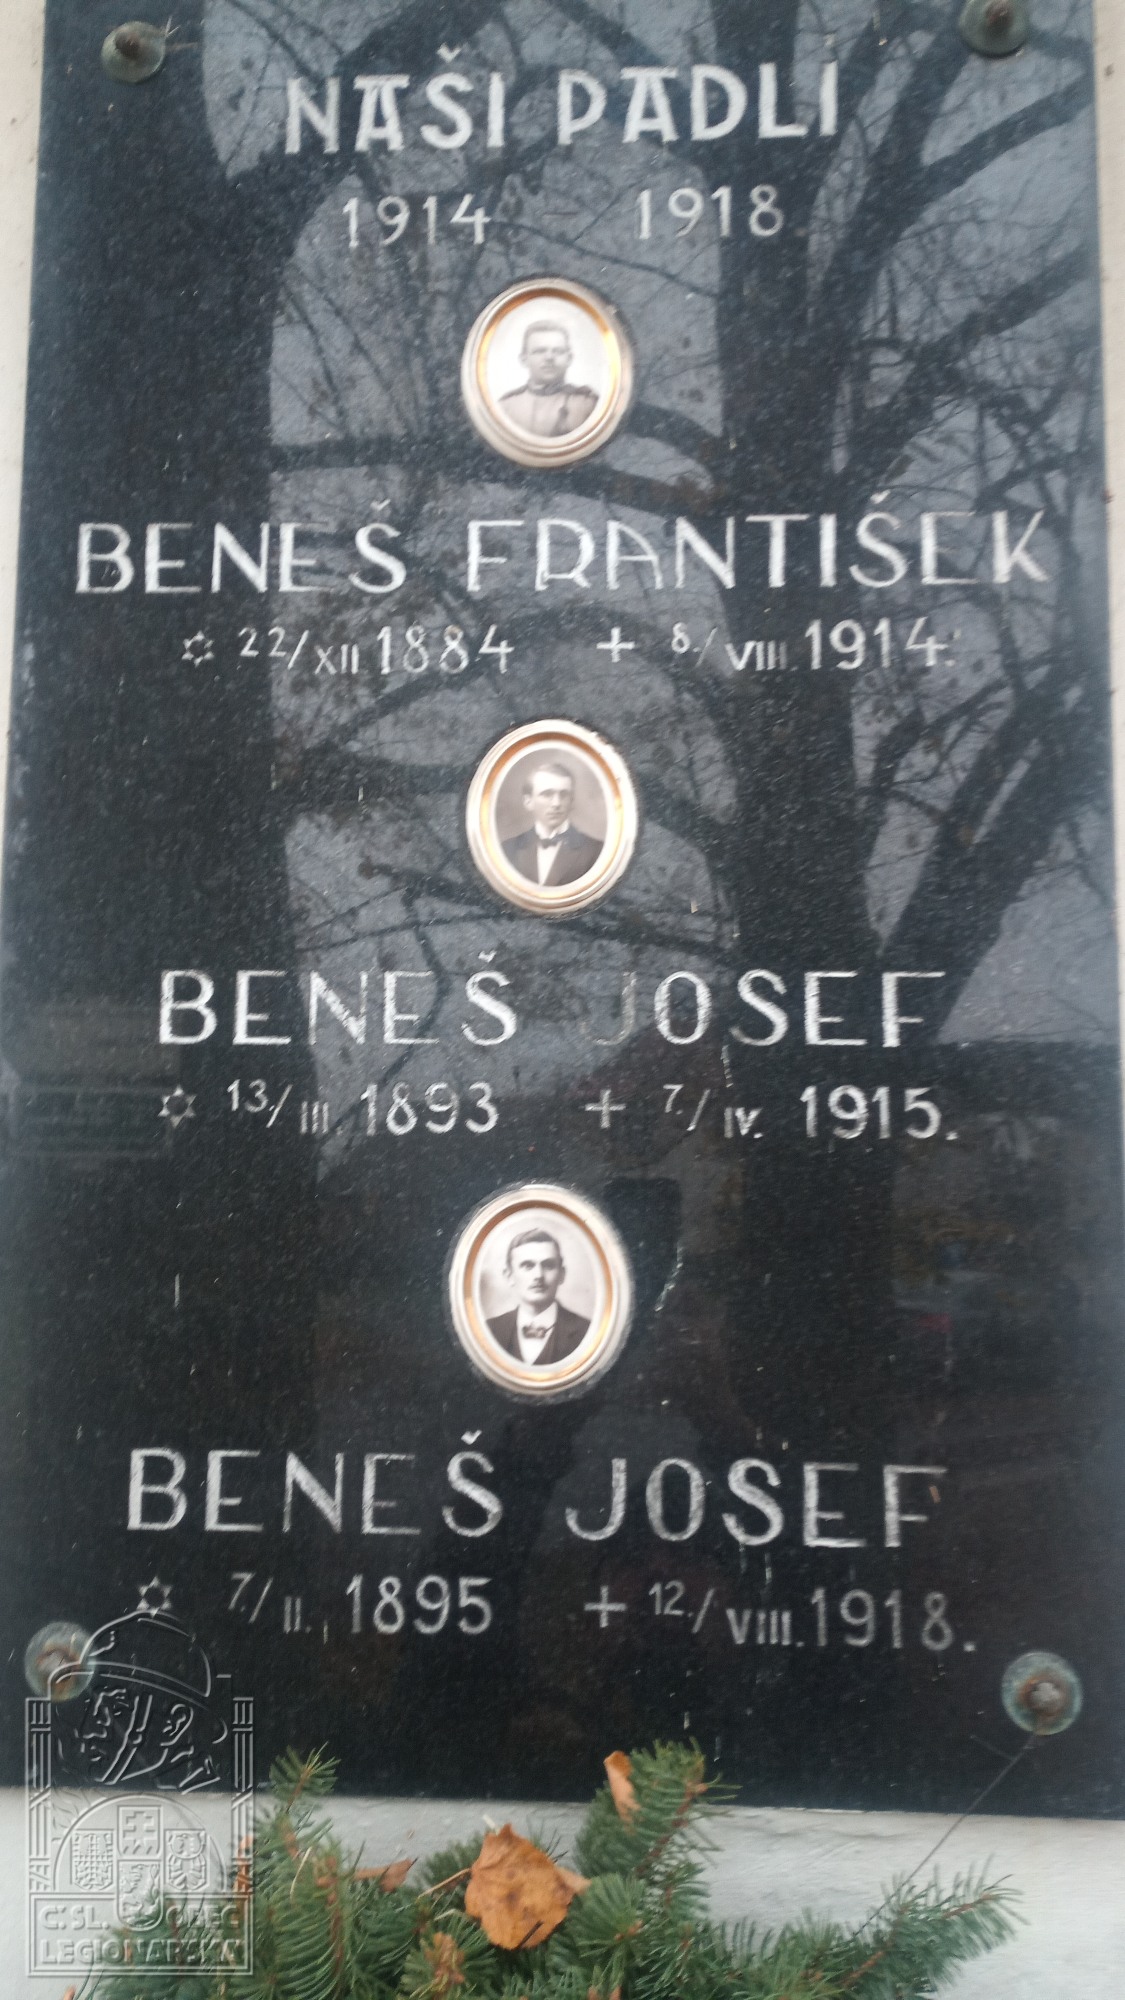 NAŠI PADLI
1914 - 1918
BENEŠ FRANTIŠEK
✡ 22/XII. 1884 + 8./VIII. 1914.
BENEŠ JOSEF
✡ 13/III. 1893 + 7./IV. 1915.
BENEŠ JOSEF
✡ 7/II. 1895 + 12./VIII. 1918.
Č.SL. OBEC
LEGIONÁŘSKÁ